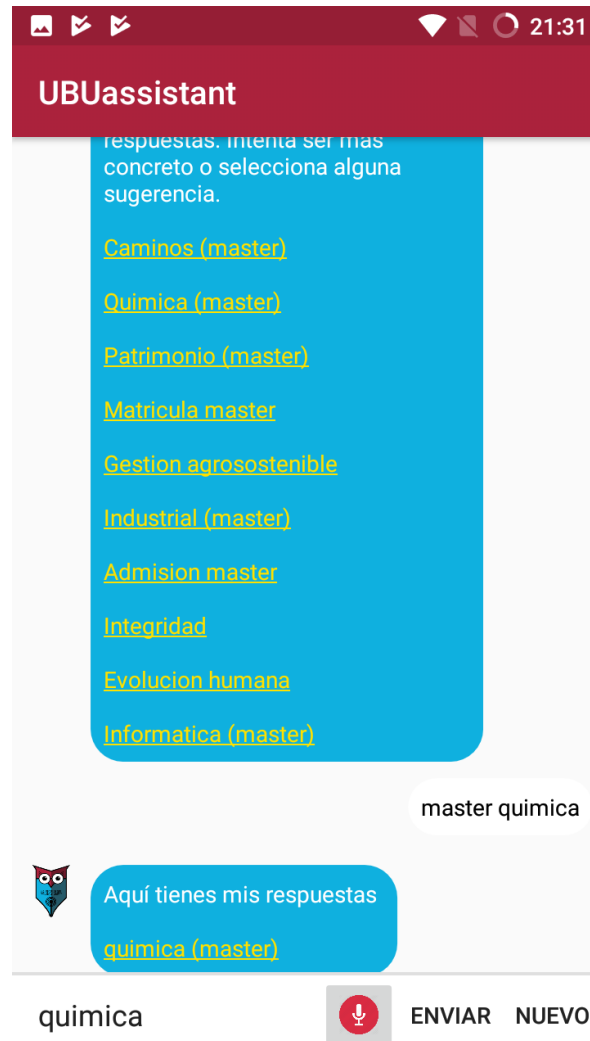 21:31
UBUassistant
respuestas. Intenta ser mas
concreto o selecciona alguna
sugerencia.
Caminos (master)
Quimica (master)
Patrimonio (master)
Matricula master
Gestion agrosostenible
Industrial (master)
Admision master
Integridad
Evolucion humana
Informatica (master)
master quimica
Aquí tienes mis respuestas
quimica (master)
quimica
ENVIAR NUEVO